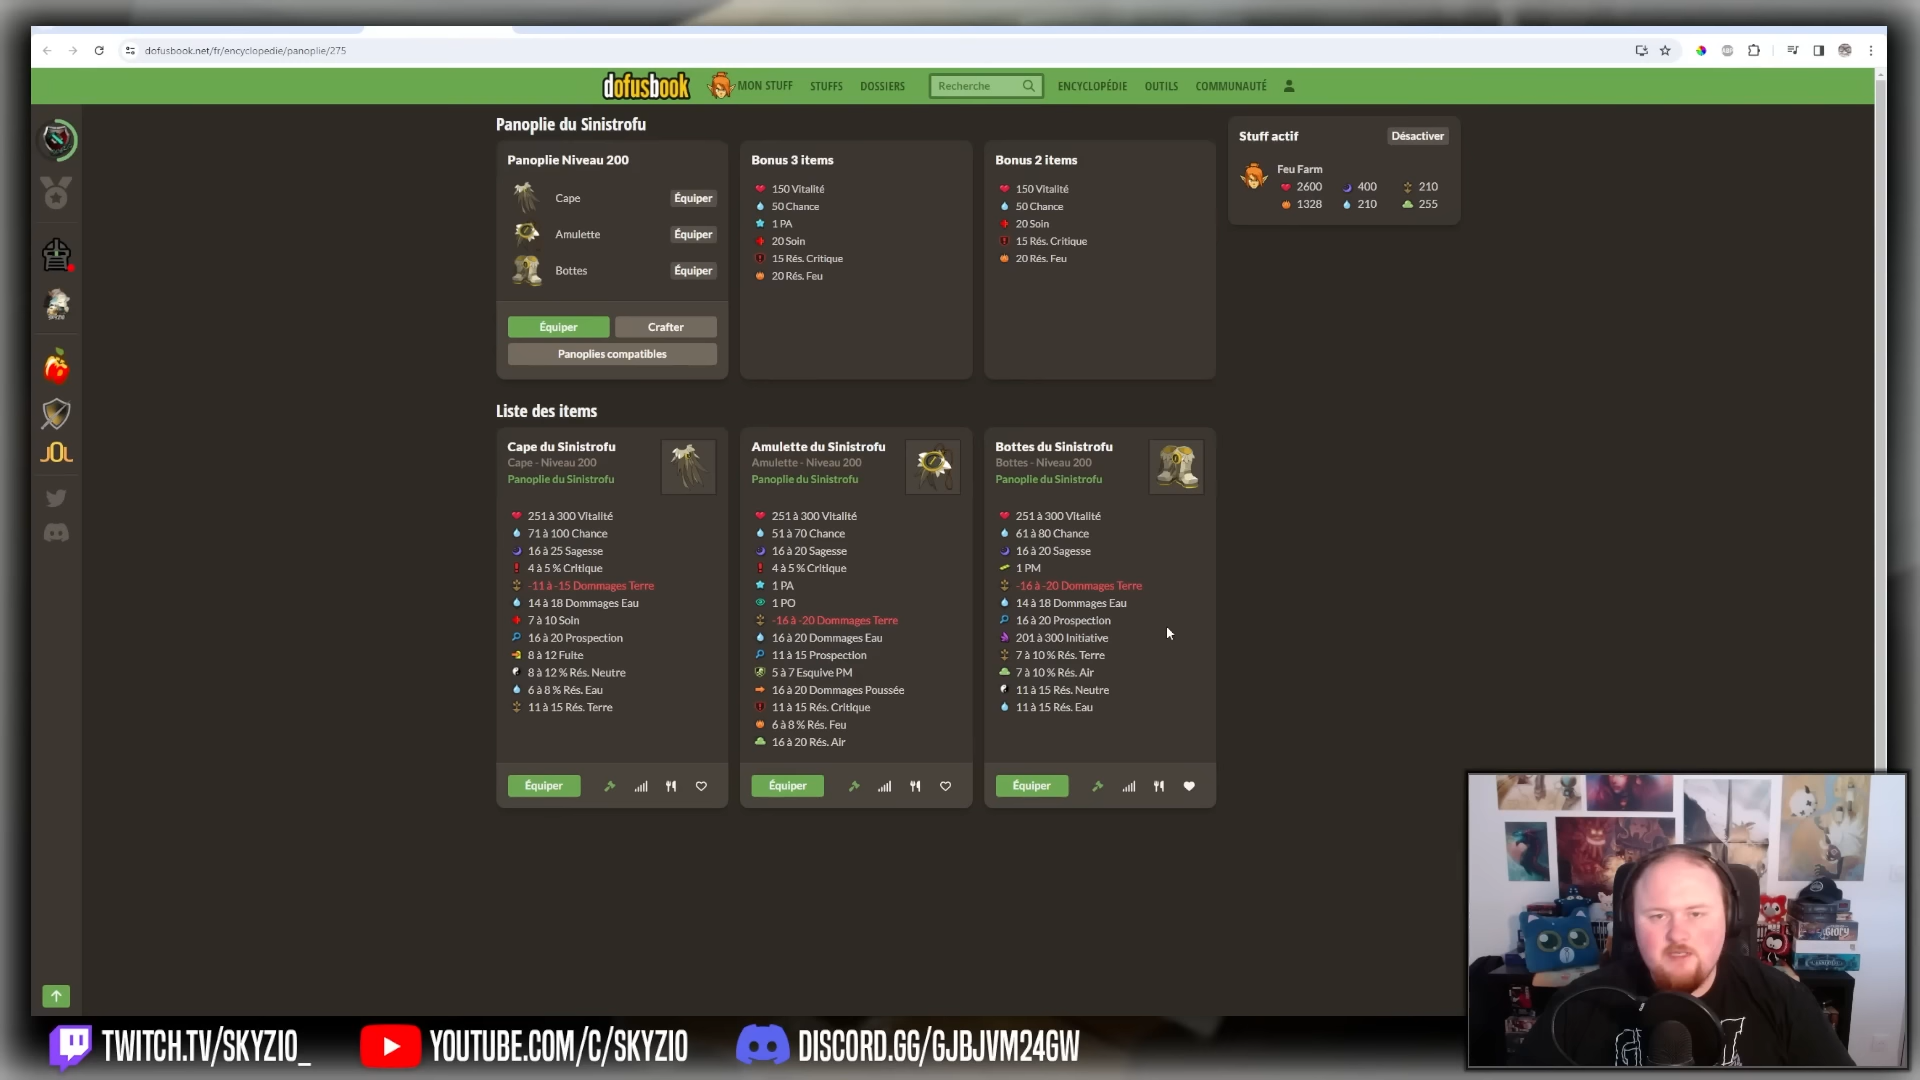 dofusbook.net/fr/encyclopedie/panoplie/275
dofusbook
MON STUFF
STUFFS
DOSSIERS
Recherche
ENCYCLOPÉDIE
OUTILS
COMMUNAUTÉ
Panoplie du Sinistrofu
Panoplie Niveau 200
Cape
Équiper
Amulette
Équiper
Bottes
Équiper
Équiper
Crafter
Panoplies compatibles
Bonus 3 items
150 Vitalité
50 Chance
1 PA
20 Soin
15 Rés. Critique
20 Rés. Feu
Bonus 2 items
150 Vitalité
50 Chance
20 Soin
15 Rés. Critique
20 Rés. Feu
Stuff actif
Désactiver
Feu Farm
2600
400
210
1328
210
255
Liste des items
Cape du Sinistrofu
Cape - Niveau 200
Panoplie du Sinistrofu
251 à 300 Vitalité
71 à 100 Chance
16 à 25 Sagesse
4 à 5 % Critique
-11 à -15 Dommages Terre
14 à 18 Dommages Eau
7 à 10 Soin
16 à 20 Prospection
8 à 12 Fuite
8 à 12 % Rés. Neutre
6 à 8 % Rés. Eau
11 à 15 Rés. Terre
Équiper
Amulette du Sinistrofu
Amulette - Niveau 200
Panoplie du Sinistrofu
251 à 300 Vitalité
51 à 70 Chance
16 à 20 Sagesse
4 à 5 % Critique
1 PA
1 PO
-16 à -20 Dommages Terre
16 à 20 Dommages Eau
11 à 15 Prospection
5 à 7 Esquive PM
16 à 20 Dommages Poussée
11 à 15 Rés. Critique
6 à 8 % Rés. Feu
16 à 20 Rés. Air
Équiper
Bottes du Sinistrofu
Bottes - Niveau 200
Panoplie du Sinistrofu
251 à 300 Vitalité
61 à 80 Chance
16 à 20 Sagesse
1 PM
-16 à -20 Dommages Terre
14 à 18 Dommages Eau
16 à 20 Prospection
201 à 300 Initiative
7 à 10 % Rés. Terre
7 à 10 % Rés. Air
11 à 15 Rés. Neutre
11 à 15 Rés. Eau
Équiper
JOL
TWITCH.TV/SKYZIO_
YOUTUBE.COM/C/SKYZIO
DISCORD.GG/GJBJVM24GW